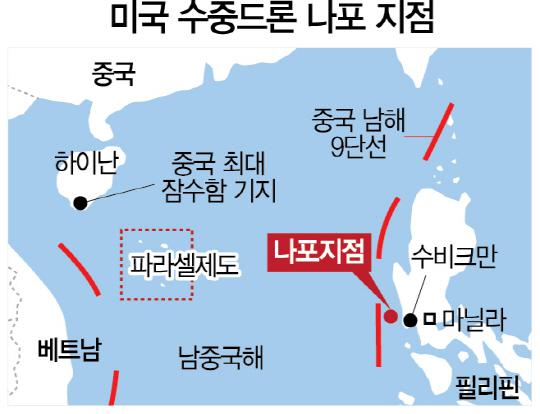 미국 수중드론 나포 지점
중국
중국 남해
9단선
하이난
중국 최대
잠수함 기지
나포지점
수비크만
파라셀제도
마닐라
베트남
남중국해
필리핀